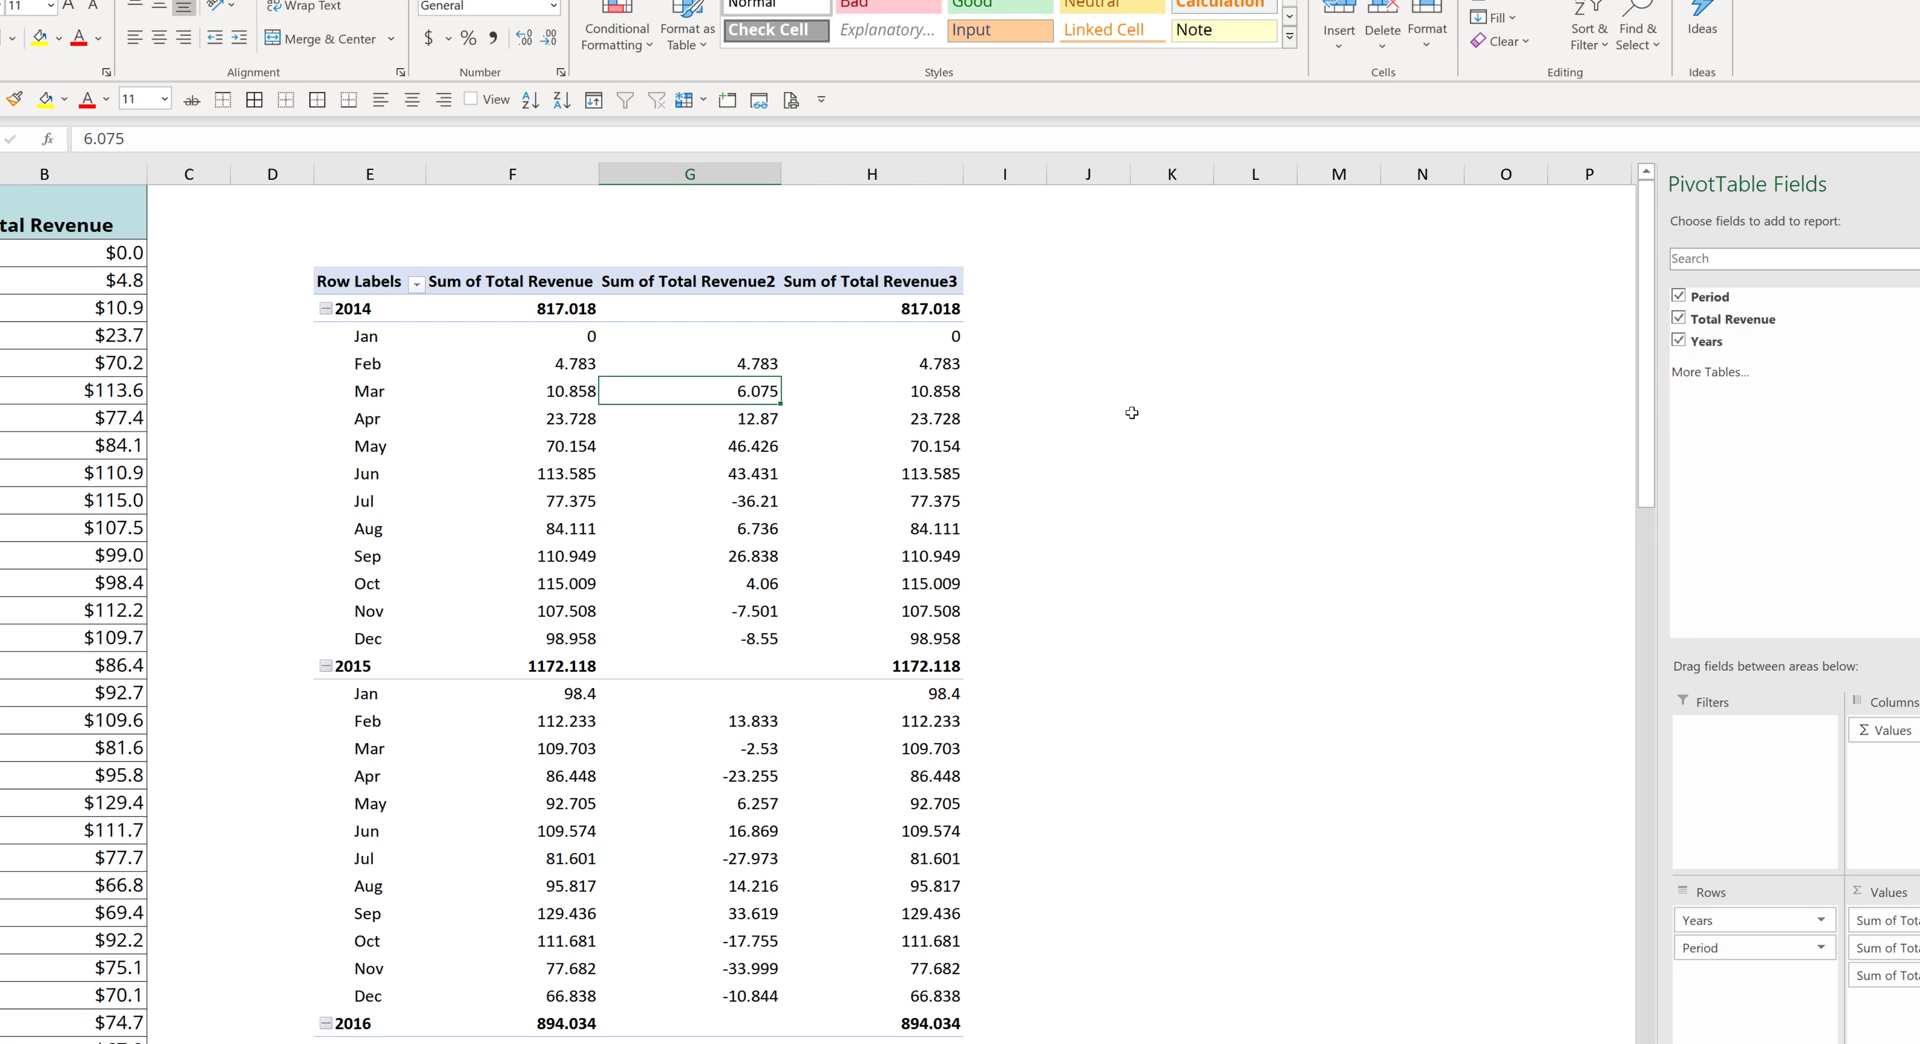 11
A
A
Wrap Text
General
Normal
Bad
Good
Neutral
Calculation
Merge & Center
$ % 9
Conditional Formatting
Format as Table
Check Cell
Explanatory...
Input
Linked Cell
Note
Insert
Delete
Format
Fill
Clear
Sort & Filter
Find & Select
Ideas
Alignment
Number
Styles
Cells
Editing
Ideas
A
11
ab
View
fx
6.075
B C D E F G H I J K L M N O P
tal Revenue
$0.0
$4.8
$10.9
$23.7
$70.2
$113.6
$77.4
$84.1
$110.9
$115.0
$107.5
$99.0
$98.4
$112.2
$109.7
$86.4
$92.7
$109.6
$81.6
$95.8
$129.4
$111.7
$77.7
$66.8
$69.4
$92.2
$75.1
$70.1
$74.7
Row Labels Sum of Total Revenue Sum of Total Revenue2 Sum of Total Revenue3
2014 817.018 817.018
Jan 0 0
Feb 4.783 4.783 4.783
Mar 10.858 6.075 10.858
Apr 23.728 12.87 23.728
May 70.154 46.426 70.154
Jun 113.585 43.431 113.585
Jul 77.375 -36.21 77.375
Aug 84.111 6.736 84.111
Sep 110.949 26.838 110.949
Oct 115.009 4.06 115.009
Nov 107.508 -7.501 107.508
Dec 98.958 -8.55 98.958
2015 1172.118 1172.118
Jan 98.4 98.4
Feb 112.233 13.833 112.233
Mar 109.703 -2.53 109.703
Apr 86.448 -23.255 86.448
May 92.705 6.257 92.705
Jun 109.574 16.869 109.574
Jul 81.601 -27.973 81.601
Aug 95.817 14.216 95.817
Sep 129.436 33.619 129.436
Oct 111.681 -17.755 111.681
Nov 77.682 -33.999 77.682
Dec 66.838 -10.844 66.838
2016 894.034 894.034
PivotTable Fields
Choose fields to add to report:
Search
Period
Total Revenue
Years
More Tables...
Drag fields between areas below:
Filters
Columns
Σ Values
Rows
Σ Values
Years
Sum of Tot
Period
Sum of Tot
Sum of Tot